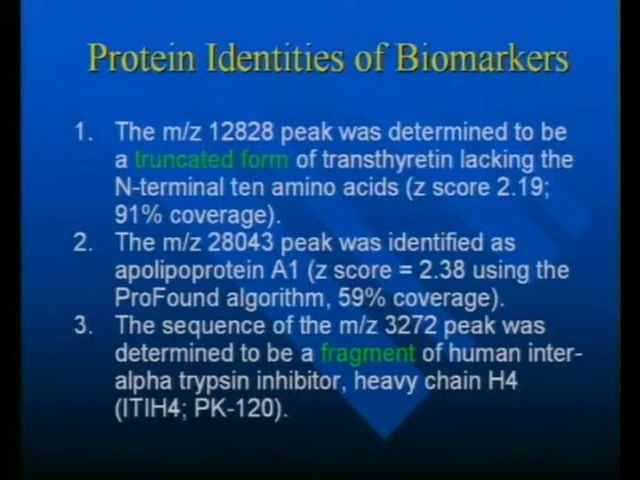 Protein Identities of Biomarkers
1. The m/z 12828 peak was determined to be
a truncated form of transthyretin lacking the
N-terminal ten amino acids (z score 2.19;
91% coverage).
2. The m/z 28043 peak was identified as
apolipoprotein A1 (z score = 2.38 using the
ProFound algorithm, 59% coverage).
3. The sequence of the m/z 3272 peak was
determined to be a fragment of human inter-
alpha trypsin inhibitor, heavy chain H4
(ITIH4; PK-120).